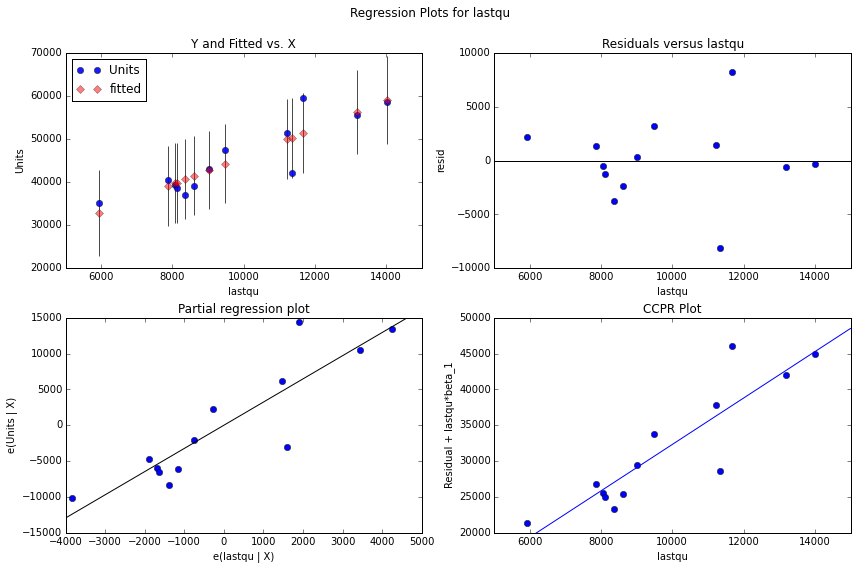 Regression Plots for lastqu
Y and Fitted vs. X
70000
60000
50000
40000
30000
20000
Units
Units
fitted
6000 8000 10000 12000 14000
lastqu
Residuals versus lastqu
10000
5000
0
−5000
−10000
resid
6000 8000 10000 12000 14000
lastqu
Partial regression plot
15000
10000
5000
0
−5000
−10000
−15000
e(Units | X)
−4000 −3000 −2000 −1000 0 1000 2000 3000 4000 5000
e(lastqu | X)
CCPR Plot
50000
45000
40000
35000
30000
25000
20000
Residual + lastqu*beta_1
6000 8000 10000 12000 14000
lastqu